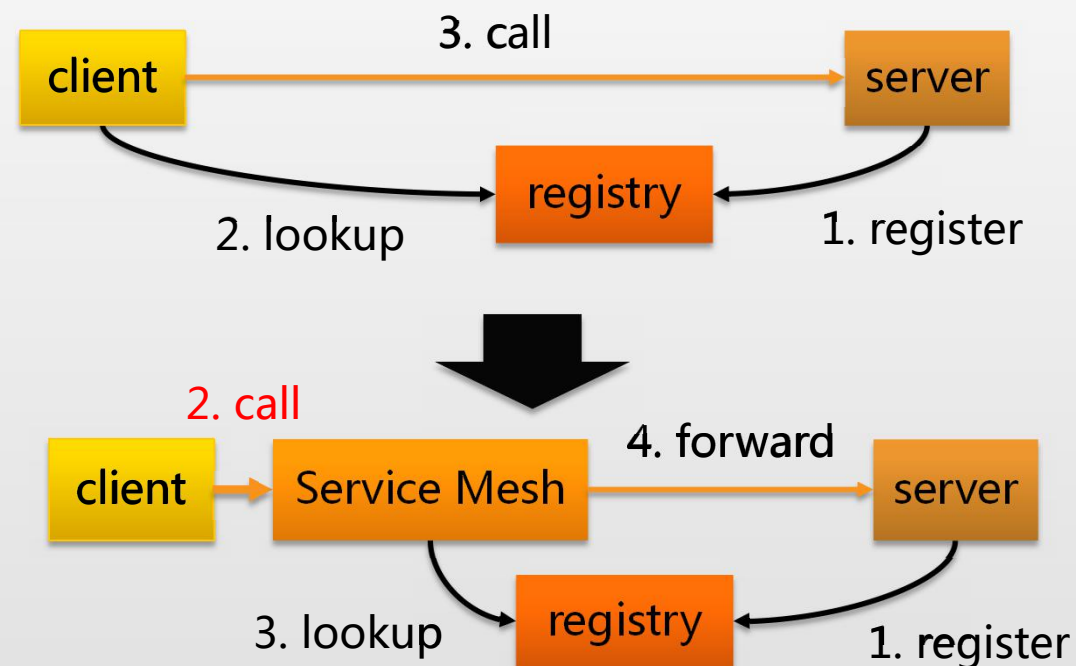 3. call
client
server
registry
2. lookup
1. register
2. call
4. forward
client
Service Mesh
server
registry
3. lookup
1. register